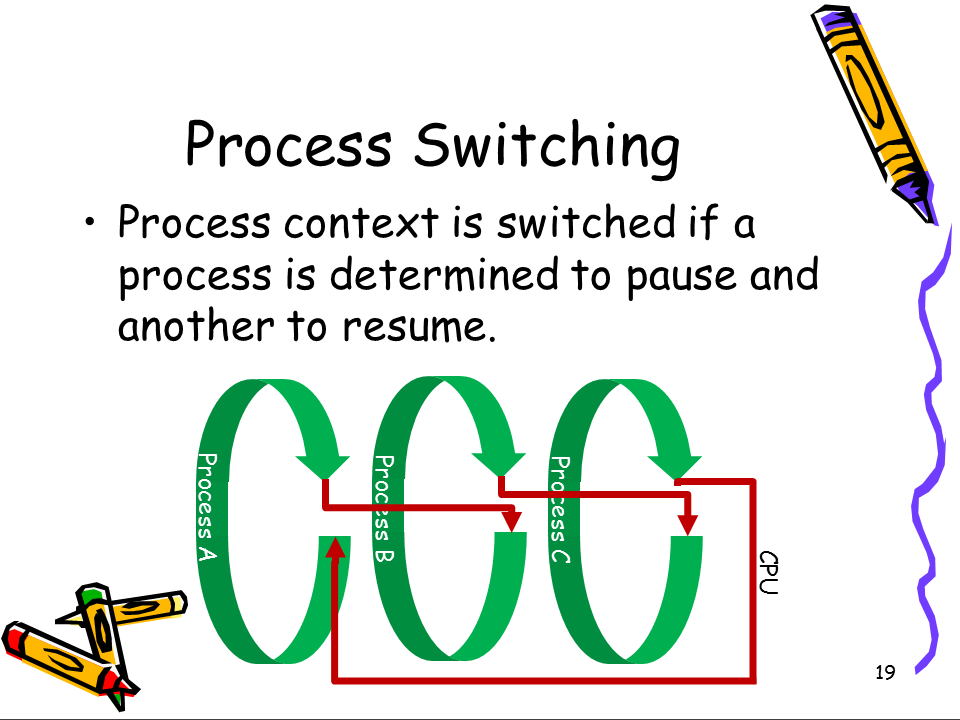 Process Switching
• Process context is switched if a
process is determined to pause and
another to resume.
Process A
Process B
Process C
CPU
19